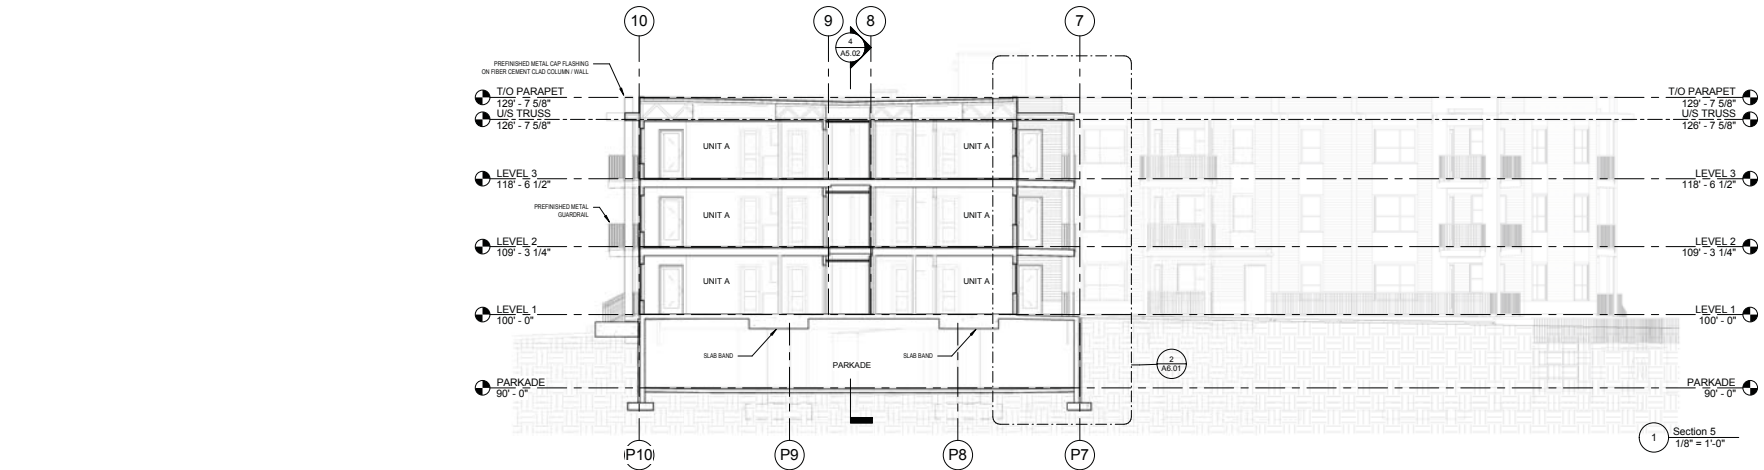 10
9
8
7
4
A5.02
PREFINISHED METAL CAP FLASHING
ON FIBER CEMENT CLAD COLUMN / WALL
T/O PARAPET
129' - 7 5/8"
U/S TRUSS
126' - 7 5/8"
T/O PARAPET
129' - 7 5/8"
U/S TRUSS
126' - 7 5/8"
UNIT A
UNIT A
LEVEL 3
118' - 6 1/2"
LEVEL 3
118' - 6 1/2"
PREFINISHED METAL
GUARDRAIL
UNIT A
UNIT A
LEVEL 2
109' - 3 1/4"
LEVEL 2
109' - 3 1/4"
UNIT A
UNIT A
LEVEL 1
100' - 0"
LEVEL 1
100' - 0"
SLAB BAND
SLAB BAND
PARKADE
2
A6.01
PARKADE
90' - 0"
PARKADE
90' - 0"
P10
P9
P8
P7
1
Section 5
1/8" = 1'-0"